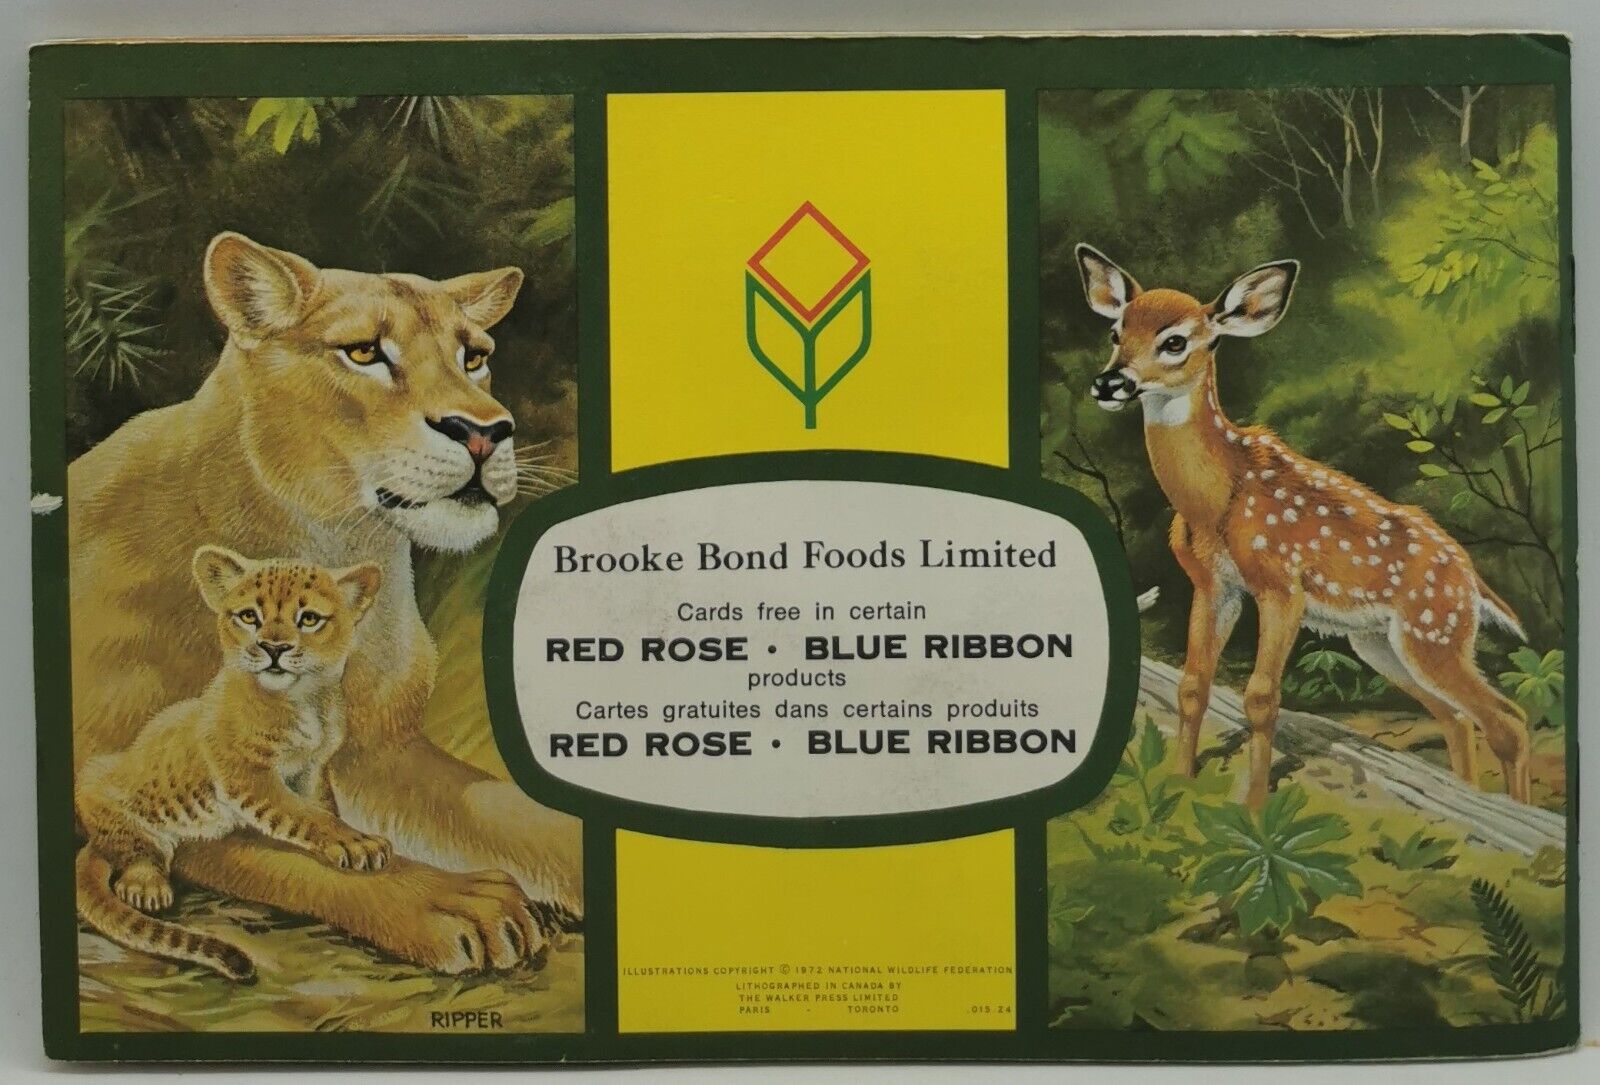 Brooke Bond Foods Limited
Cards free in certain
RED ROSE · BLUE RIBBON
products
Cartes gratuites dans certains produits
RED ROSE · BLUE RIBBON
ILLUSTRATIONS COPYRIGHT © 1972 NATIONAL WILDLIFE FEDERATION
LITHOGRAPHED IN CANADA BY
THE WALKER PRESS LIMITED
PARIS - TORONTO .015 24
RIPPER